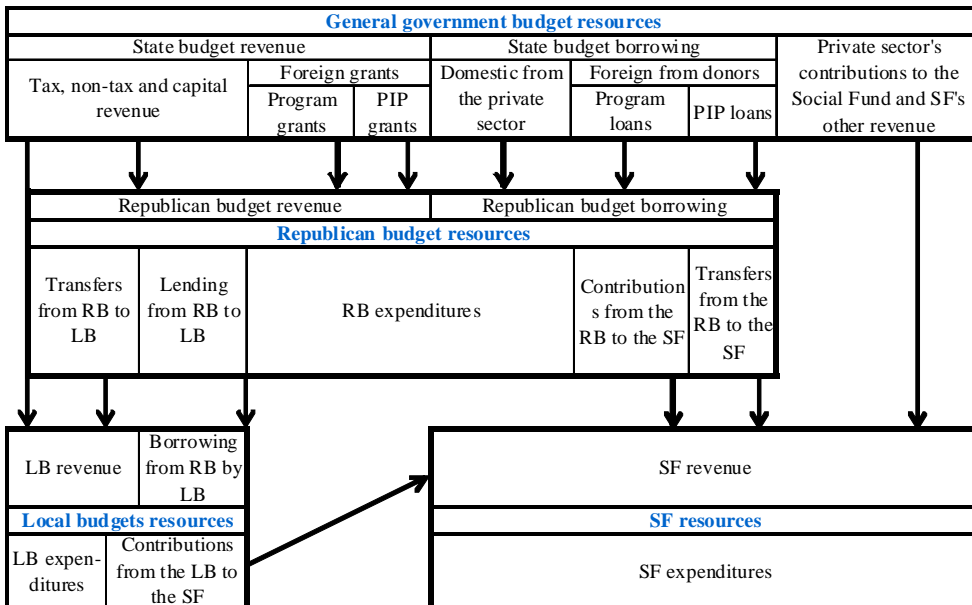 General government budget resources
State budget revenue
State budget borrowing
Private sector's
contributions to the
Social Fund and SF's
other revenue
Tax, non-tax and capital
revenue
Foreign grants
Program
grants
PIP
grants
Domestic from
the private
sector
Foreign from donors
Program
loans
PIP loans
Republican budget revenue
Republican budget borrowing
Republican budget resources
Transfers
from RB to
LB
Lending
from RB to
LB
RB expenditures
Contribution
s from the
RB to the SF
Transfers
from the
RB to the
SF
LB revenue
Borrowing
from RB by
LB
SF revenue
Local budgets resources
SF resources
LB expen-
ditures
Contributions
from the LB to
the SF
SF expenditures